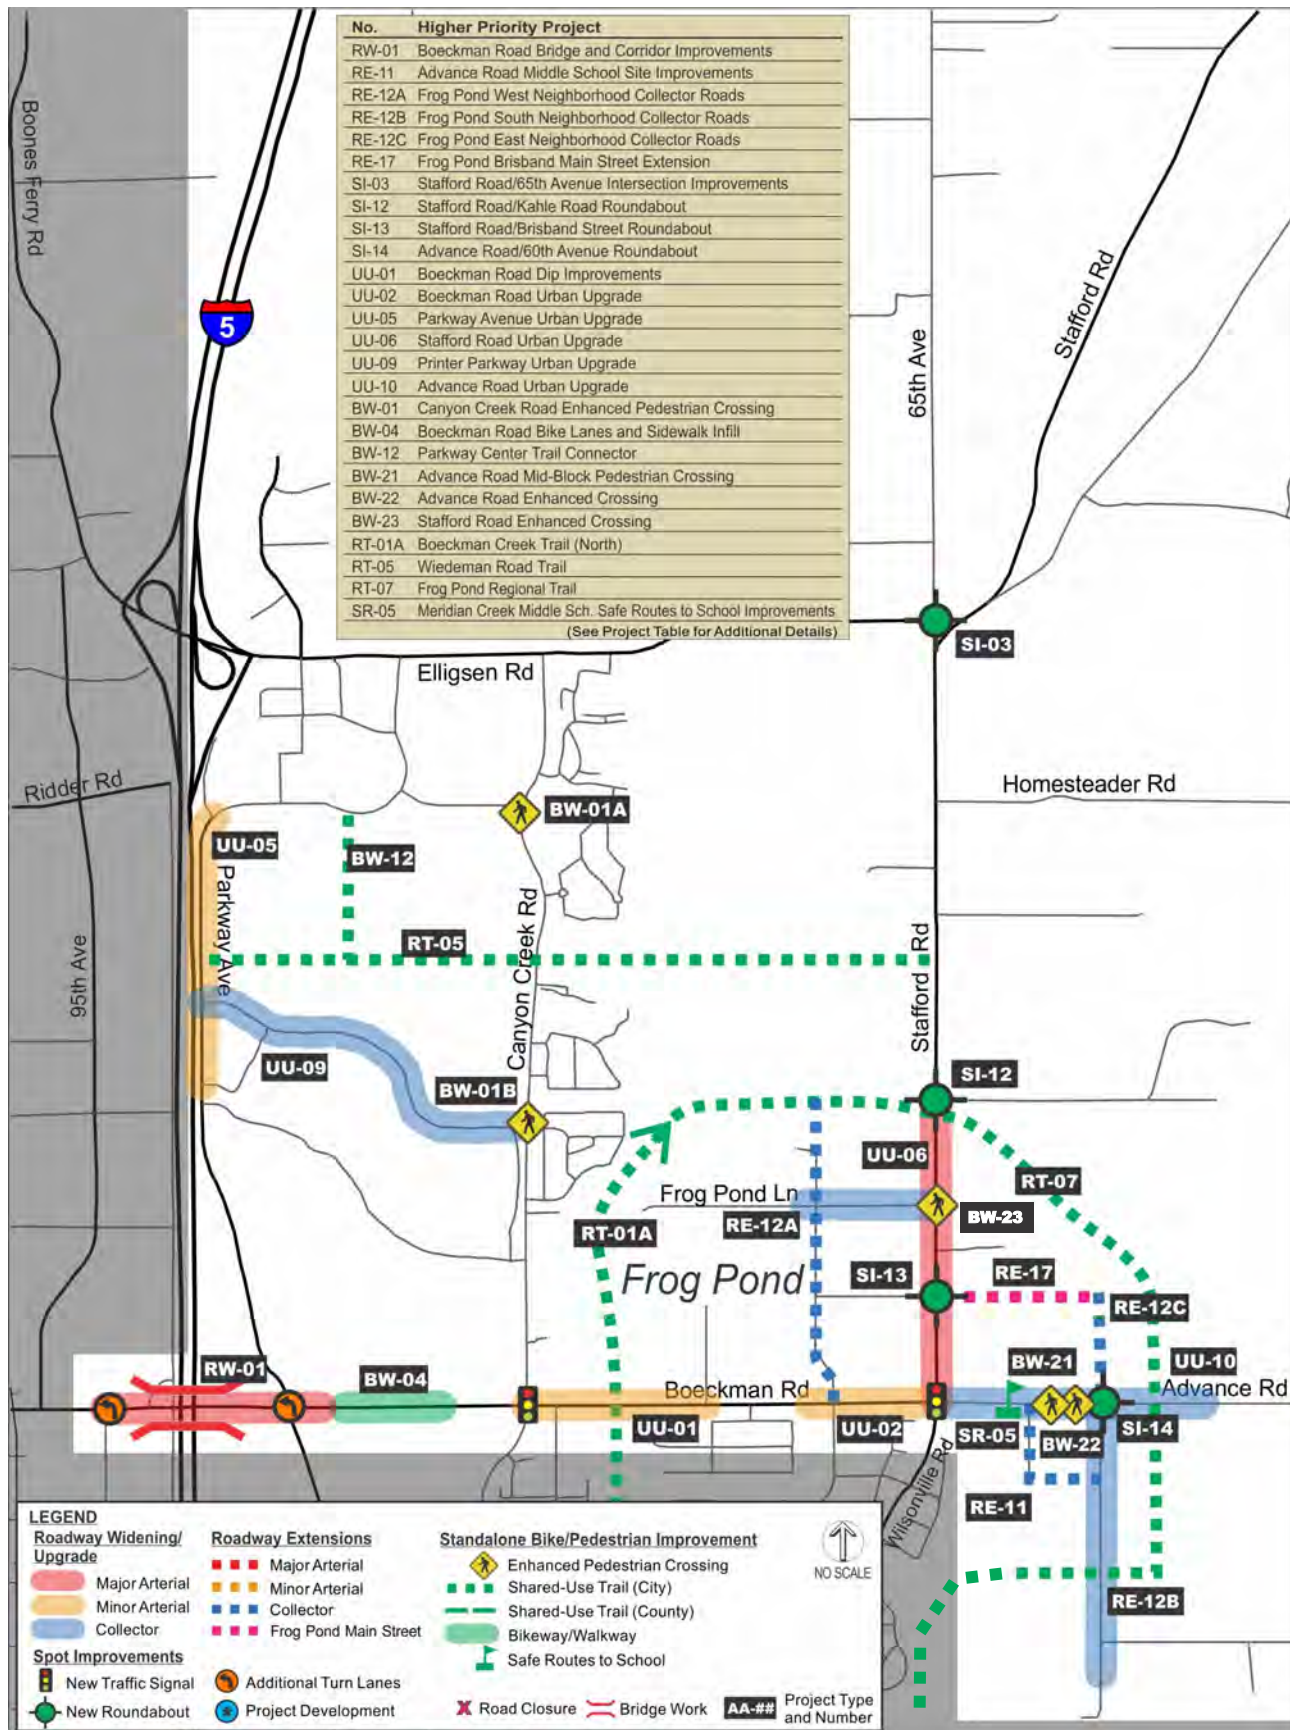 No. Higher Priority Project
RW-01 Boeckman Road Bridge and Corridor Improvements
RE-11 Advance Road Middle School Site Improvements
RE-12A Frog Pond West Neighborhood Collector Roads
RE-12B Frog Pond South Neighborhood Collector Roads
RE-12C Frog Pond East Neighborhood Collector Roads
RE-17 Frog Pond Brisband Main Street Extension
SI-03 Stafford Road/65th Avenue Intersection Improvements
SI-12 Stafford Road/Kahle Road Roundabout
SI-13 Stafford Road/Brisband Street Roundabout
SI-14 Advance Road/60th Avenue Roundabout
UU-01 Boeckman Road Dip Improvements
UU-02 Boeckman Road Urban Upgrade
UU-05 Parkway Avenue Urban Upgrade
UU-06 Stafford Road Urban Upgrade
UU-09 Printer Parkway Urban Upgrade
UU-10 Advance Road Urban Upgrade
BW-01 Canyon Creek Road Enhanced Pedestrian Crossing
BW-04 Boeckman Road Bike Lanes and Sidewalk Infill
BW-12 Parkway Center Trail Connector
BW-21 Advance Road Mid-Block Pedestrian Crossing
BW-22 Advance Road Enhanced Crossing
BW-23 Stafford Road Enhanced Crossing
RT-01A Boeckman Creek Trail (North)
RT-05 Wiedeman Road Trail
RT-07 Frog Pond Regional Trail
SR-05 Meridian Creek Middle Sch. Safe Routes to School Improvements
(See Project Table for Additional Details)
Boones Ferry Rd
5
65th Ave
Stafford Rd
SI-03
Elligsen Rd
Ridder Rd
Homesteader Rd
BW-01A
UU-05
BW-12
Parkway Ave
RT-05
95th Ave
Canyon Creek Rd
Stafford Rd
UU-09
BW-01B
SI-12
UU-06
RT-07
Frog Pond Ln
RE-12A
BW-23
RT-01A
Frog Pond
SI-13
RE-17
RE-12C
RW-01
BW-04
BW-21
UU-10
Boeckman Rd
Advance Rd
UU-01
UU-02
SR-05
BW-22
SI-14
Wilsonville Rd
RE-11
RE-12B
LEGEND
Roadway Widening/
Upgrade
Major Arterial
Minor Arterial
Collector
Roadway Extensions
Major Arterial
Minor Arterial
Collector
Frog Pond Main Street
Standalone Bike/Pedestrian Improvement
Enhanced Pedestrian Crossing
Shared-Use Trail (City)
Shared-Use Trail (County)
Bikeway/Walkway
Safe Routes to School
NO SCALE
Spot Improvements
New Traffic Signal
New Roundabout
Additional Turn Lanes
Project Development
Road Closure
Bridge Work
AA-## Project Type
and Number